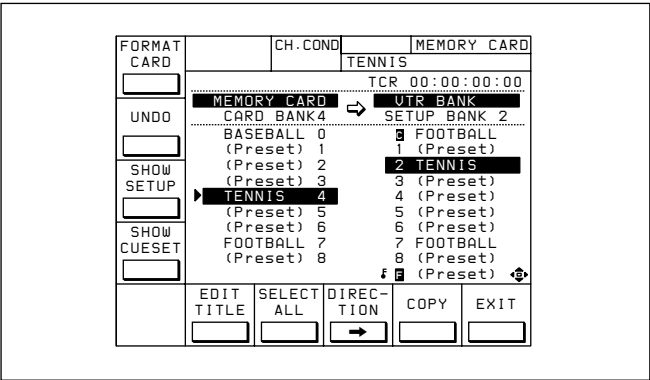 FORMAT CARD
CH.COND
MEMORY CARD
TENNIS
TCR 00:00:00:00
MEMORY CARD
CARD BANK4
VTR BANK
SETUP BANK 2
UNDO
SHOW SETUP
SHOW CUESET
BASEBALL 0
(Preset) 1
(Preset) 2
(Preset) 3
TENNIS 4
(Preset) 5
(Preset) 6
FOOTBALL 7
(Preset) 8
C FOOTBALL
1 (Preset)
2 TENNIS
3 (Preset)
4 (Preset)
5 (Preset)
6 (Preset)
7 FOOTBALL
8 (Preset)
F (Preset)
EDIT TITLE
SELECT ALL
DIREC-TION
COPY
EXIT